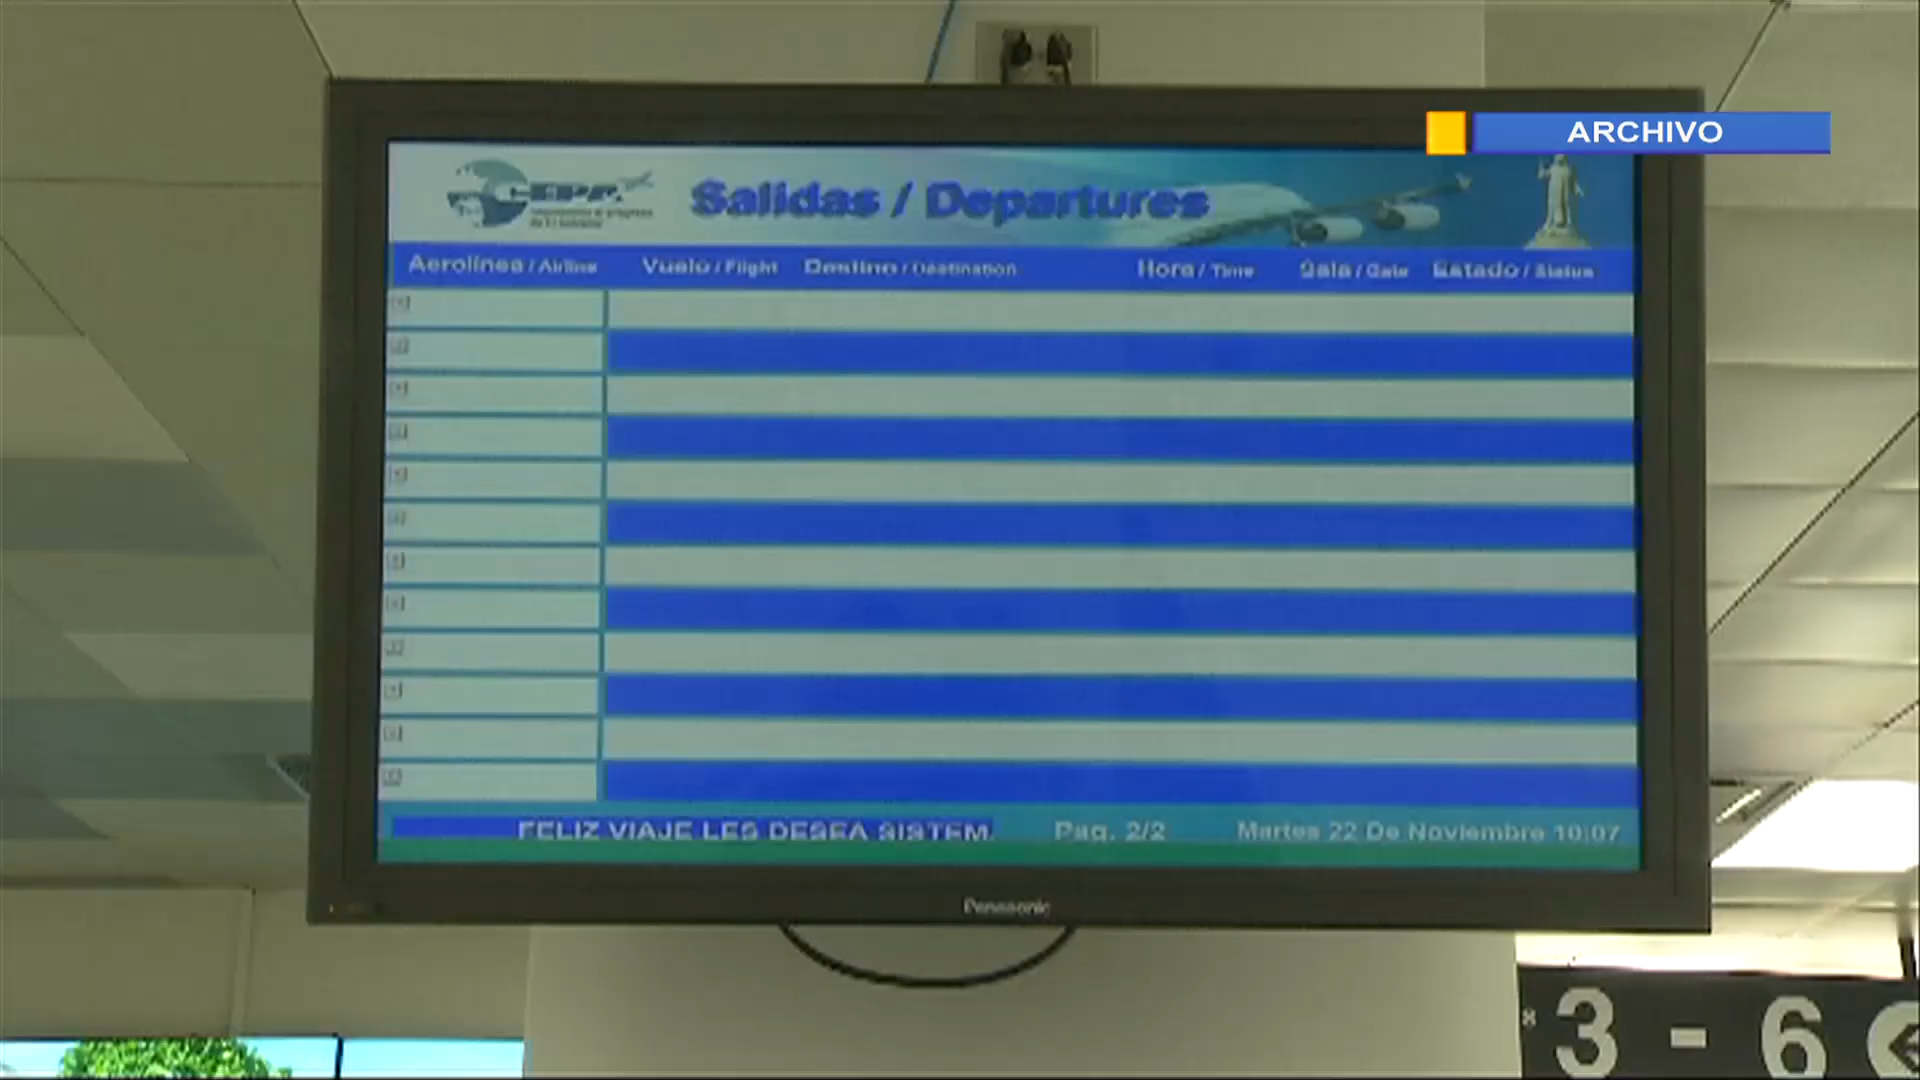 ARCHIVO
CEPA
Salidas / Departures
Aerolinea / Airline Vuelo / Flight Destino / Destination Hora / Time Sala / Gate Estado / Status
FELIZ VIAJE LES DESEA SISTEM
Pag. 2/2
Martes 22 De Noviembre 10:07
Panasonic
3 - 6